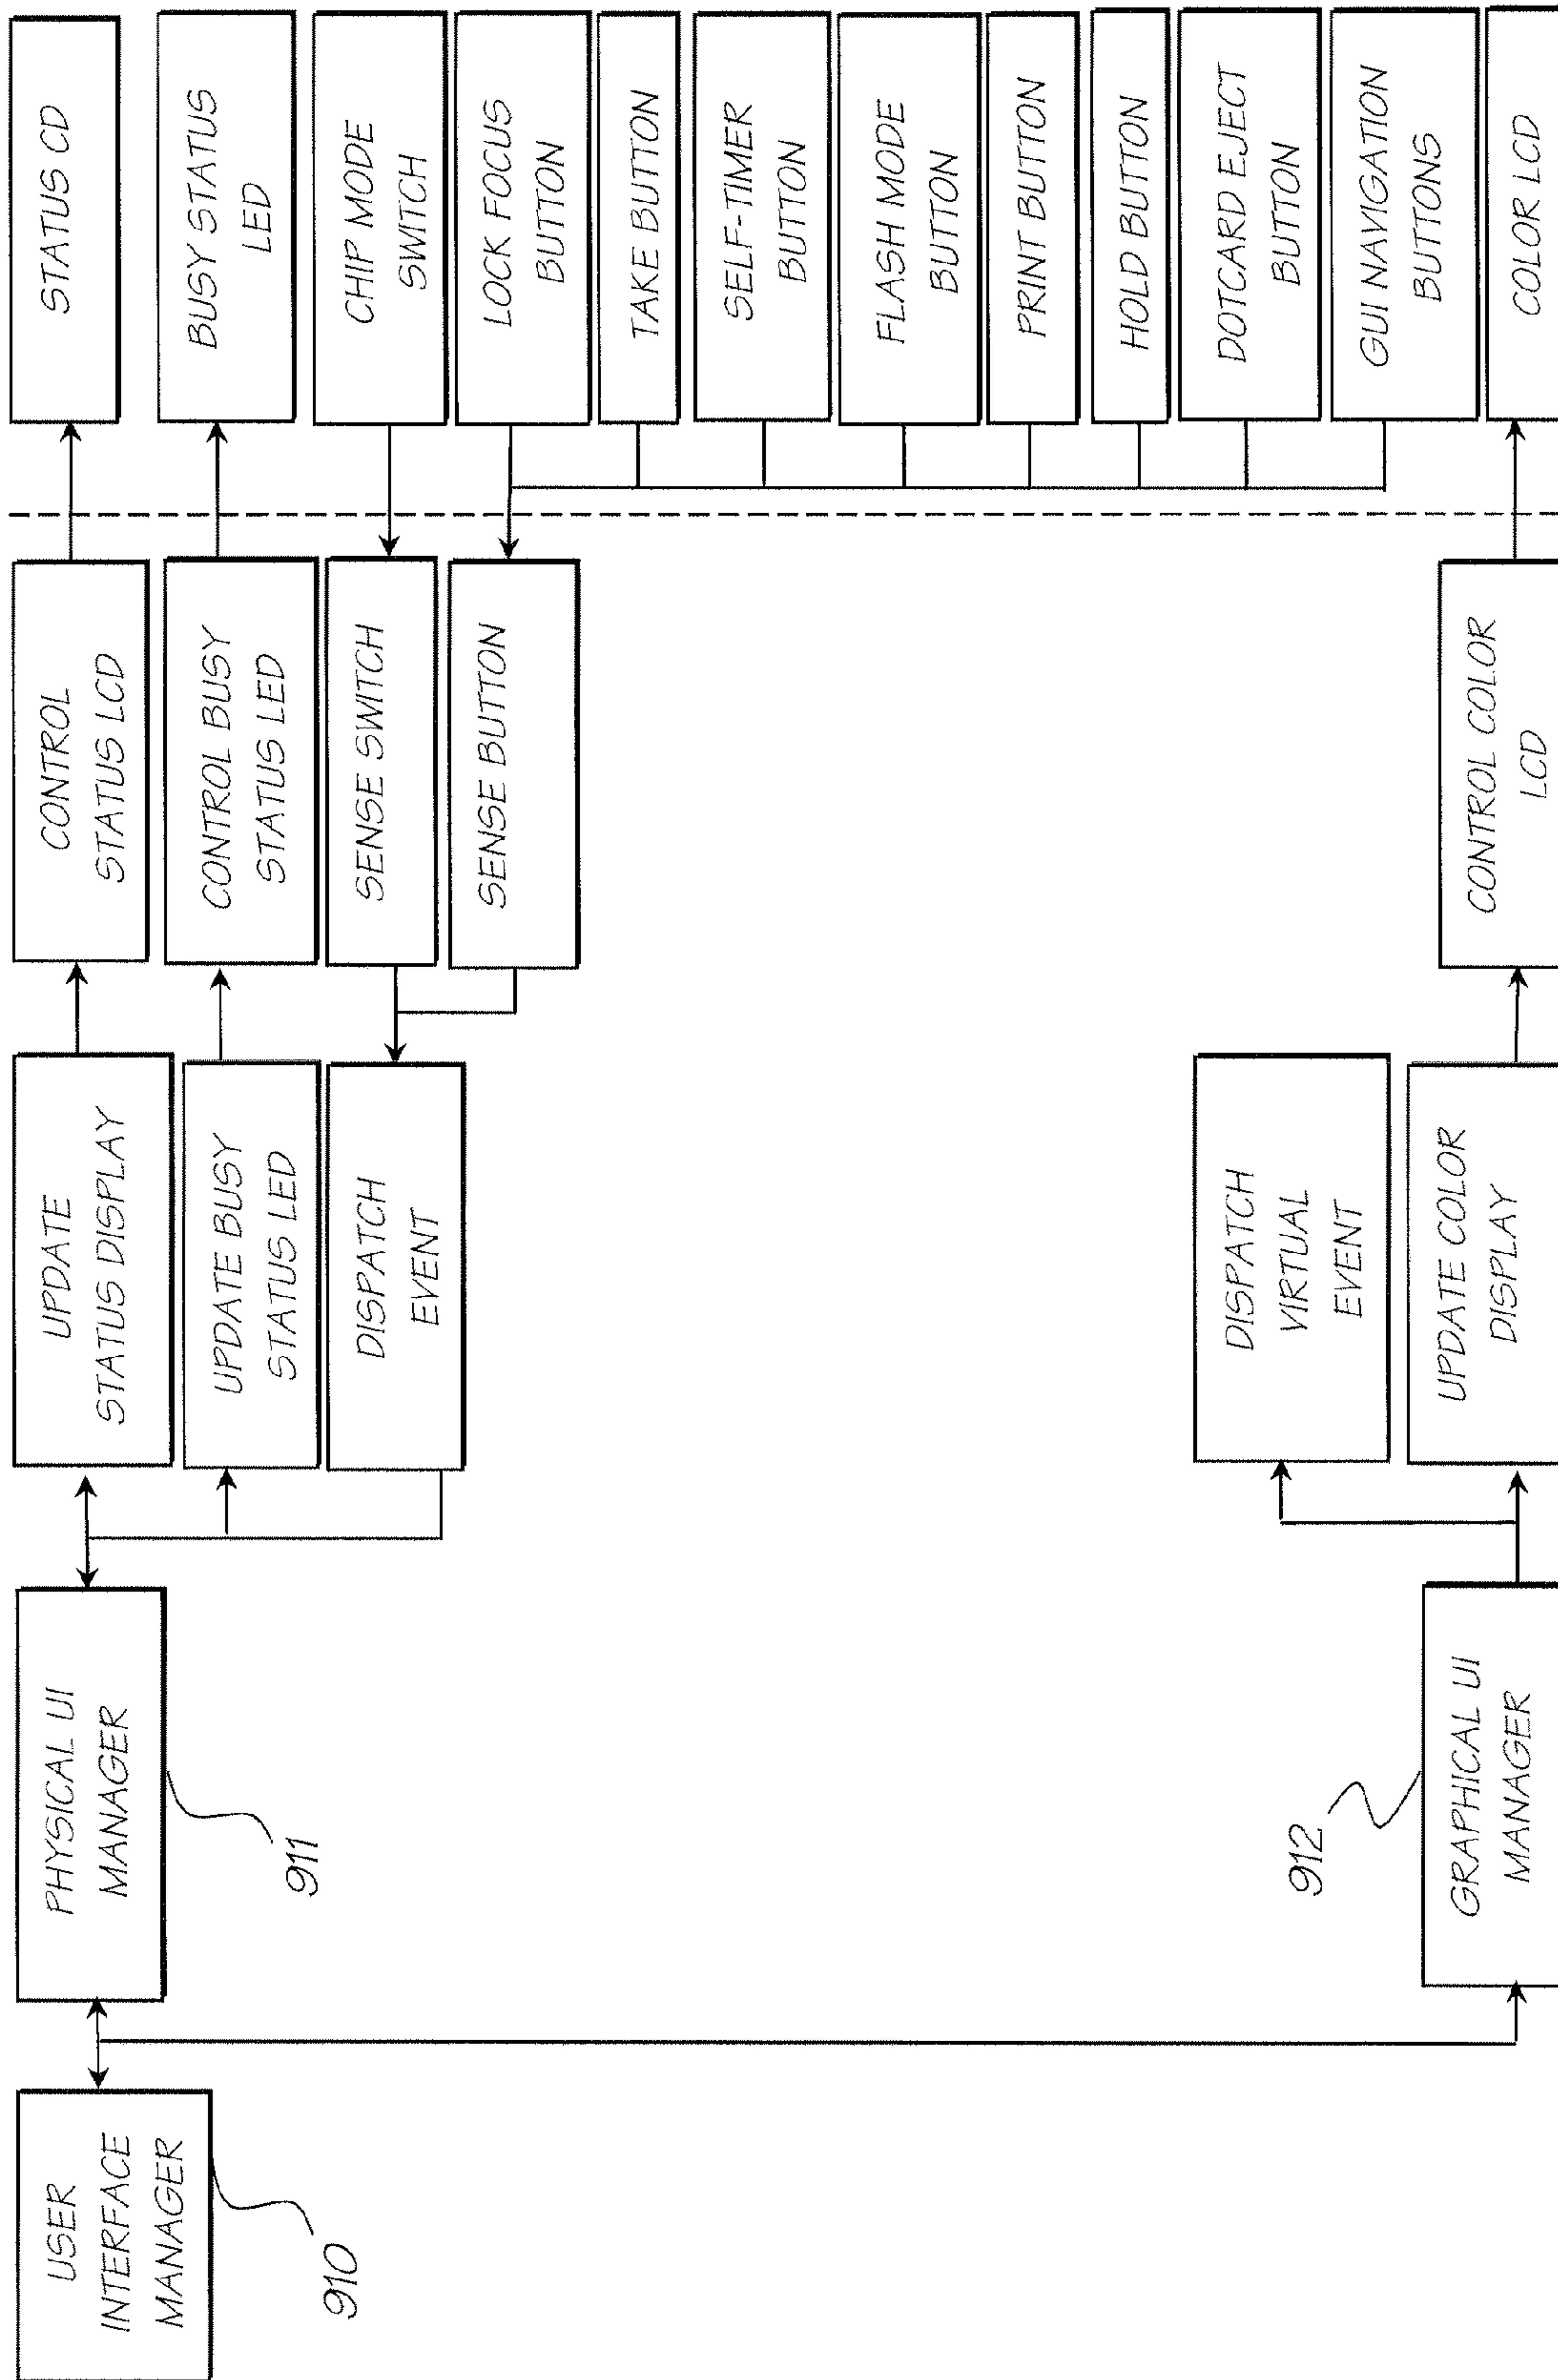 USER
INTERFACE
MANAGER
910
PHYSICAL UI
MANAGER
911
GRAPHICAL UI
MANAGER
912
UPDATE
STATUS DISPLAY
UPDATE BUSY
STATUS LED
DISPATCH
EVENT
DISPATCH
VIRTUAL
EVENT
UPDATE COLOR
DISPLAY
CONTROL
STATUS LCD
CONTROL BUSY
STATUS LED
SENSE SWITCH
SENSE BUTTON
CONTROL COLOR
LCD
STATUS CD
BUSY STATUS
LED
CHIP MODE
SWITCH
LOCK FOCUS
BUTTON
TAKE BUTTON
SELF-TIMER
BUTTON
FLASH MODE
BUTTON
PRINT BUTTON
HOLD BUTTON
DOTCARD EJECT
BUTTON
GUI NAVIGATION
BUTTONS
COLOR LCD